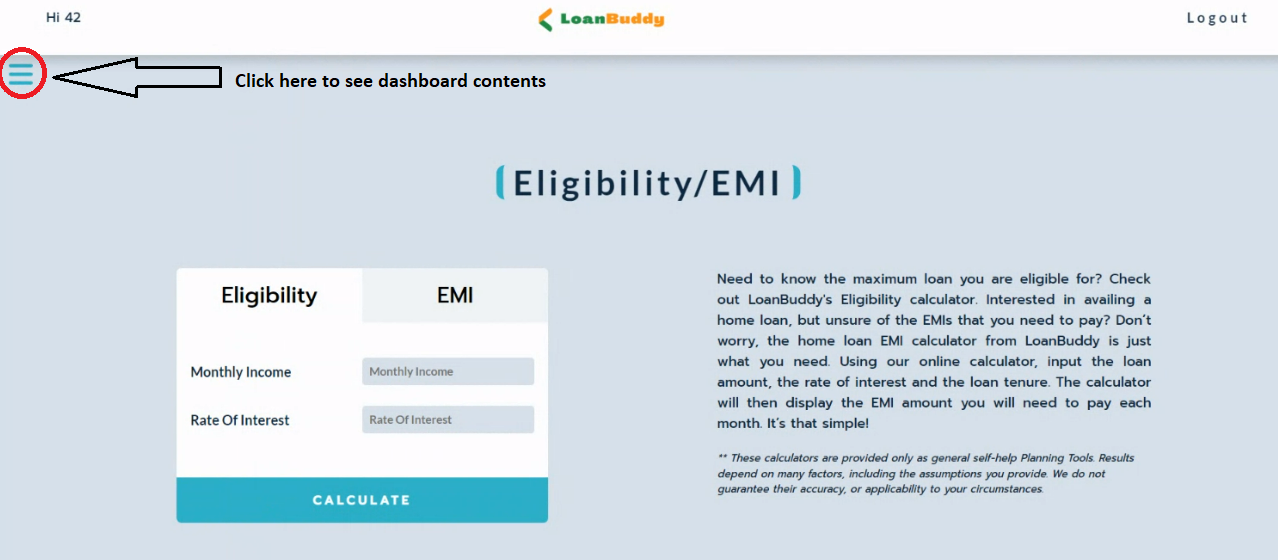 Hi 42
LoanBuddy
Logout
Click here to see dashboard contents
Eligibility/EMI
Eligibility
EMI
Monthly Income
Monthly Income
Rate Of Interest
Rate Of Interest
CALCULATE
Need to know the maximum loan you are eligible for? Check
out LoanBuddy's Eligibility calculator. Interested in availing a
home loan, but unsure of the EMIs that you need to pay? Don't
worry, the home loan EMI calculator from LoanBuddy is just
what you need. Using our online calculator, input the loan
amount, the rate of interest and the loan tenure. The calculator
will then display the EMI amount you will need to pay each
month. It's that simple!
** These calculators are provided only as general self-help Planning Tools. Results
depend on many factors, including the assumptions you provide. We do not
guarantee their accuracy, or applicability to your circumstances.